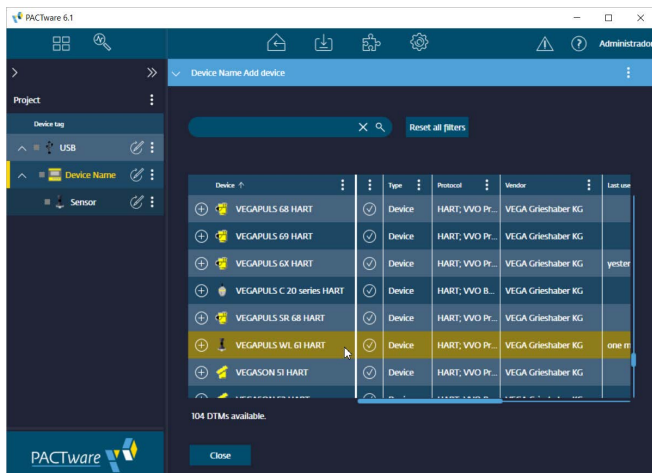 PACTware 6.1
Administrador
Device Name Add device
Project
Device tag
USB
Device Name
Sensor
Reset all filters
Device Type Protocol Vendor Last use
VEGAPULS 68 HART Device HART; VVO Pr... VEGA Grieshaber KG
VEGAPULS 69 HART Device HART; VVO Pr... VEGA Grieshaber KG
VEGAPULS 6X HART Device HART; VVO Pr... VEGA Grieshaber KG yester
VEGAPULS C 20 series HART Device HART; VVO B... VEGA Grieshaber KG
VEGAPULS SR 68 HART Device HART; VVO Pr... VEGA Grieshaber KG
VEGAPULS WL 61 HART Device HART; VVO Pr... VEGA Grieshaber KG one m
VEGASON 51 HART Device HART; VVO Pr... VEGA Grieshaber KG
104 DTMs available.
Close
PACTware